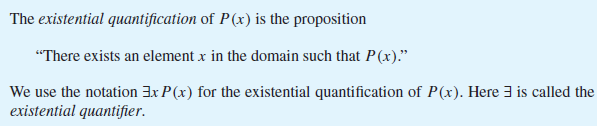 The existential quantification of P(x) is the proposition
“There exists an element x in the domain such that P(x).”
We use the notation ∃xP(x) for the existential quantification of P(x). Here ∃ is called the
existential quantifier.